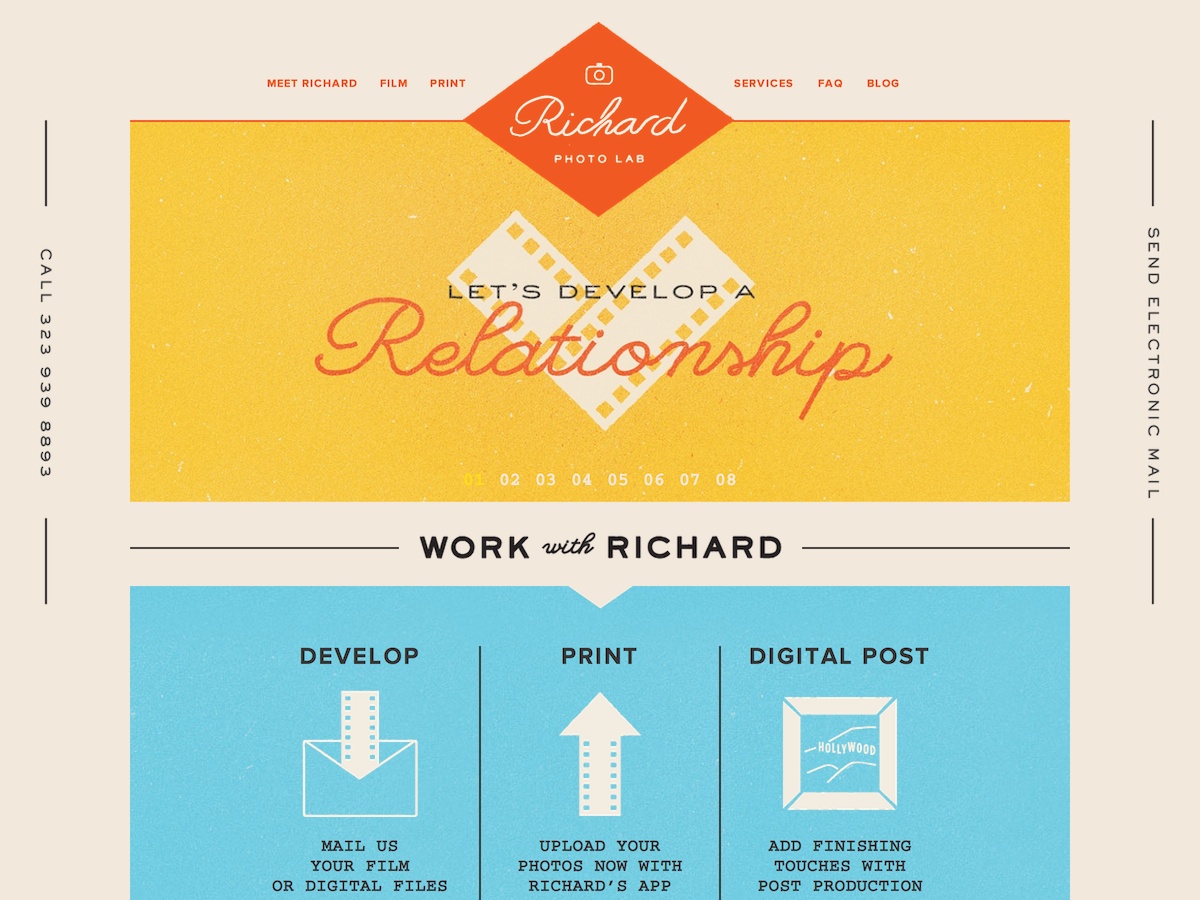 MEET RICHARD FILM PRINT
Richard
PHOTO LAB
SERVICES FAQ BLOG
CALL 323 939 8893
SEND ELECTRONIC MAIL
LET'S DEVELOP A
Relationship
01 02 03 04 05 06 07 08
WORK with RICHARD
DEVELOP
MAIL US
YOUR FILM
OR DIGITAL FILES
PRINT
UPLOAD YOUR
PHOTOS NOW WITH
RICHARD'S APP
DIGITAL POST
HOLLYWOOD
ADD FINISHING
TOUCHES WITH
POST PRODUCTION